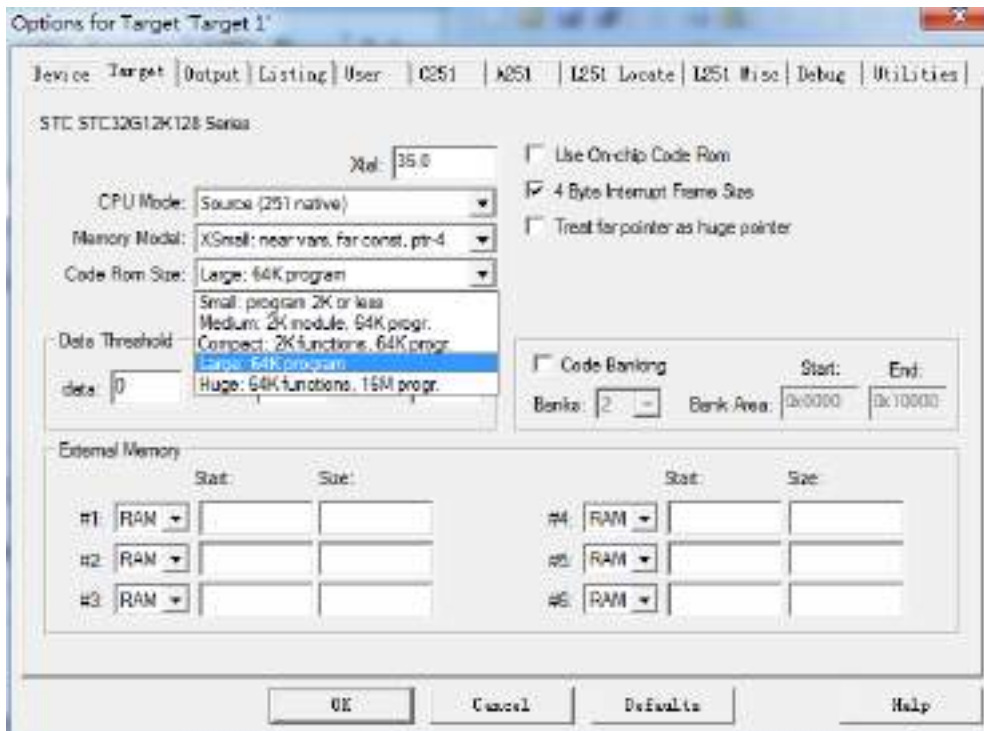 Options for Target 'Target 1'
Device Target Output Listing User C251 A251 L251 Locate L251 Misc Debug Utilities
STC STC32G12K128 Series
Xtal: 35.0
Use On-chip Code Rom
CPU Mode: Source (251 native)
4 Byte Interrupt Frame Size
Memory Model: XSmall: near vars, far const, ptr-4
Treat far pointer as huge pointer
Code Rom Size: Large: 64K program
Small: program 2K or less
Medium: 2K module, 64K progr.
Compact: 2K functions, 64K progr.
Large: 64K program
Huge: 64K functions, 16M progr.
Data Threshold
data: 0
Code Banking Start: End:
Banks: 2 Bank Area: 0x0000 0x10000
External Memory
Start: Size: Start: Size:
#1: RAM #4: RAM
#2: RAM #5: RAM
#3: RAM #6: RAM
OK Cancel Defaults Help